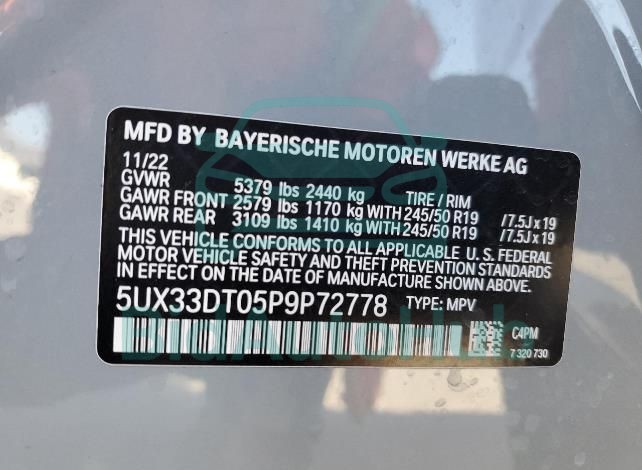 MFD BY BAYERISCHE MOTOREN WERKE AG
11/22
GVWR 5379 lbs 2440 kg TIRE / RIM
GAWR FRONT 2579 lbs 1170 kg WITH 245/50 R19 /7.5J x 19
GAWR REAR 3109 lbs 1410 kg WITH 245/50 R19 /7.5J x 19
THIS VEHICLE CONFORMS TO ALL APPLICABLE U. S. FEDERAL
MOTOR VEHICLE SAFETY AND THEFT PREVENTION STANDARDS
IN EFFECT ON THE DATE OF MANUFACTURE SHOWN ABOVE.
5UX33DT05P9P72778 TYPE: MPV
C4PM
7 320 730